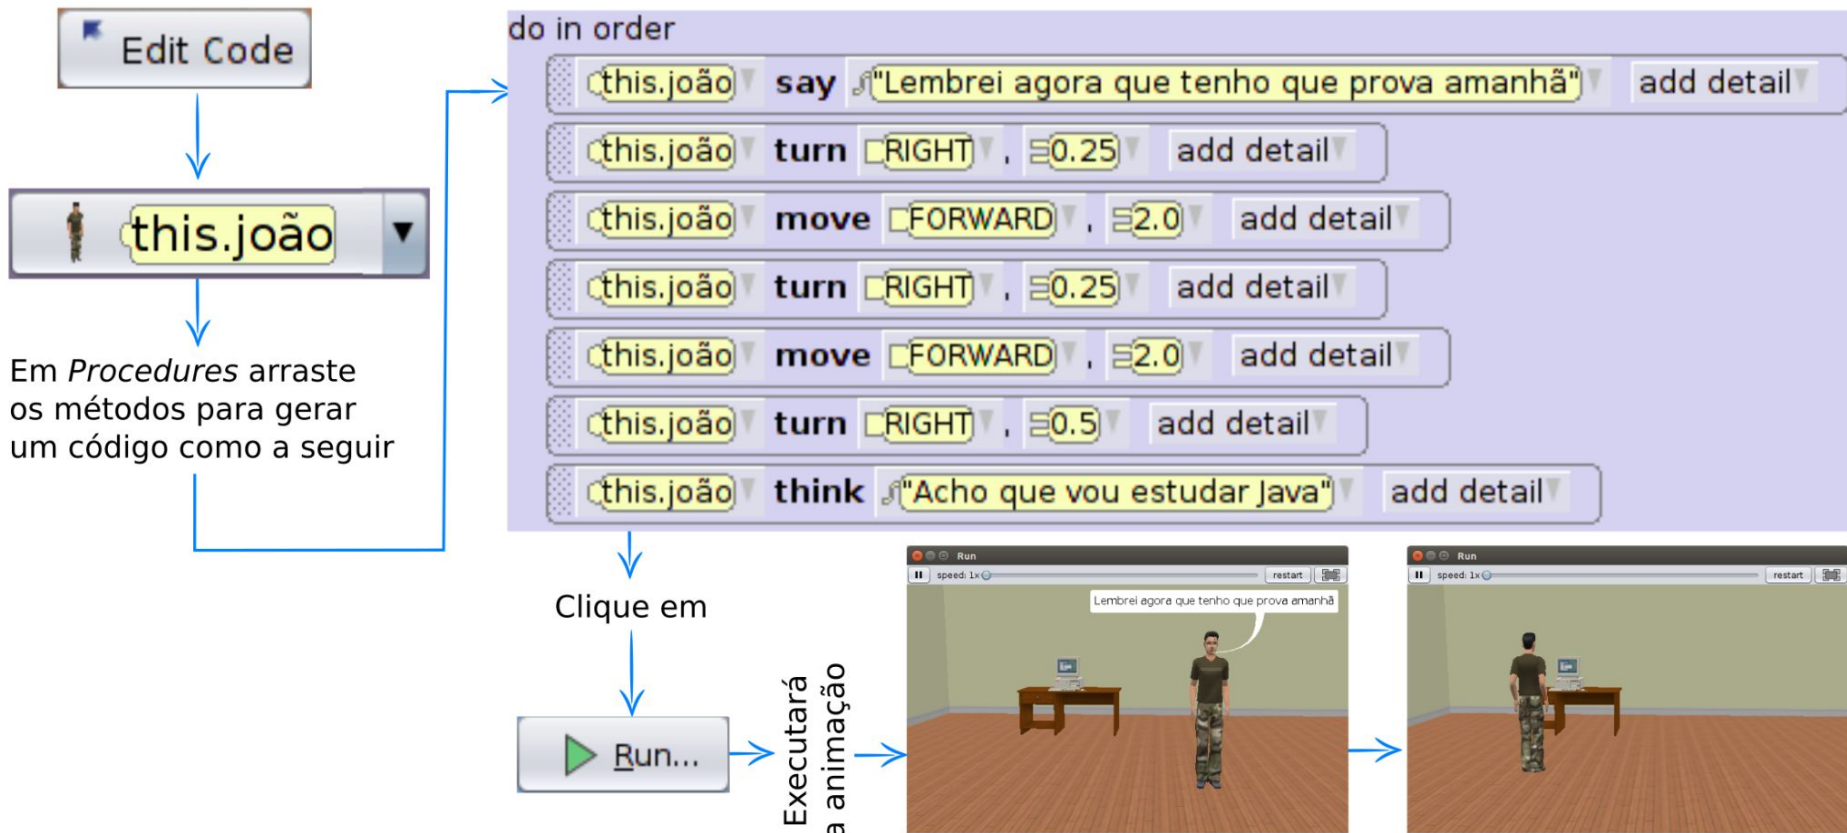 Edit Code
this.joão
Em Procedures arraste
os métodos para gerar
um código como a seguir
do in order
this.joão say "Lembrei agora que tenho que prova amanhã" add detail
this.joão turn RIGHT , 0.25 add detail
this.joão move FORWARD , 2.0 add detail
this.joão turn RIGHT , 0.25 add detail
this.joão move FORWARD , 2.0 add detail
this.joão turn RIGHT , 0.5 add detail
this.joão think "Acho que vou estudar Java" add detail
Clique em
Run...
Executará
a animação
Run
speed: 1x restart
Lembrei agora que tenho que prova amanhã
Run
speed: 1x restart